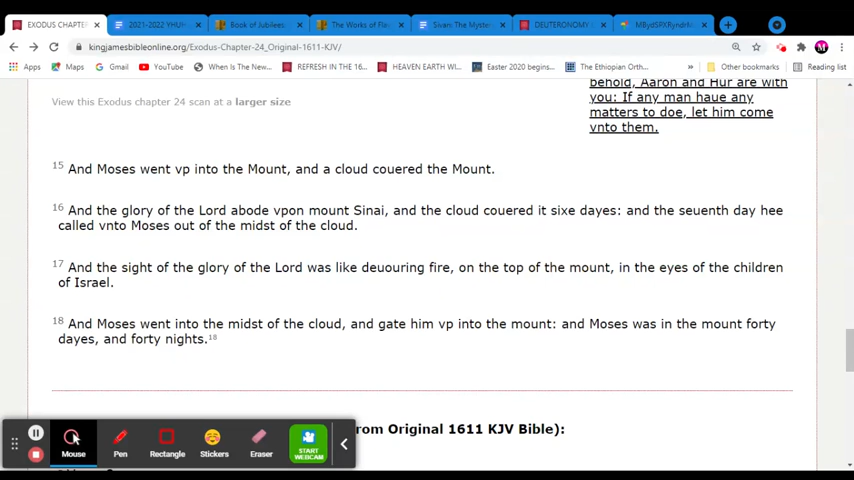 EXODUS CHAPTER
2021-2022 YHUH
Book of Jubilees
The Works of Fla
Sivan: The Myste
DEUTERONOMY
MBydSPXRyndrM
kingjamesbibleonline.org/Exodus-Chapter-24_Original-1611-KJV/
Apps
Maps
Gmail
YouTube
When Is The New...
REFRESH IN THE 16...
HEAVEN EARTH WI...
Easter 2020 begins...
The Ethiopian Orth...
Other bookmarks
Reading list
behold, Aaron and Hur are with
you: If any man haue any
matters to doe, let him come
vnto them.
View this Exodus chapter 24 scan at a larger size
15 And Moses went vp into the Mount, and a cloud couered the Mount.
16 And the glory of the Lord abode vpon mount Sinai, and the cloud couered it sixe dayes: and the seuenth day hee
called vnto Moses out of the midst of the cloud.
17 And the sight of the glory of the Lord was like deuouring fire, on the top of the mount, in the eyes of the children
of Israel.
18 And Moses went into the midst of the cloud, and gate him vp into the mount: and Moses was in the mount forty
dayes, and forty nights.18
rom Original 1611 KJV Bible):
Mouse
Pen
Rectangle
Stickers
Eraser
START
WEBCAM